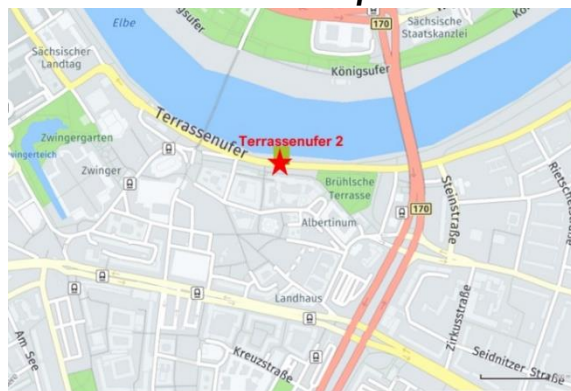 Elbe
170
Sächsische
Staatskanzlei
Sächsischer
Landtag
Königsufer
Terrassenufer
Terrassenufer 2
Zwingergarten
Zwinger
Brühlsche
Terrasse
Steinstraße
170
Albertinum
Landhaus
Zirkusstraße
Am See
Kreuzstraße
Seidnitzer Straße